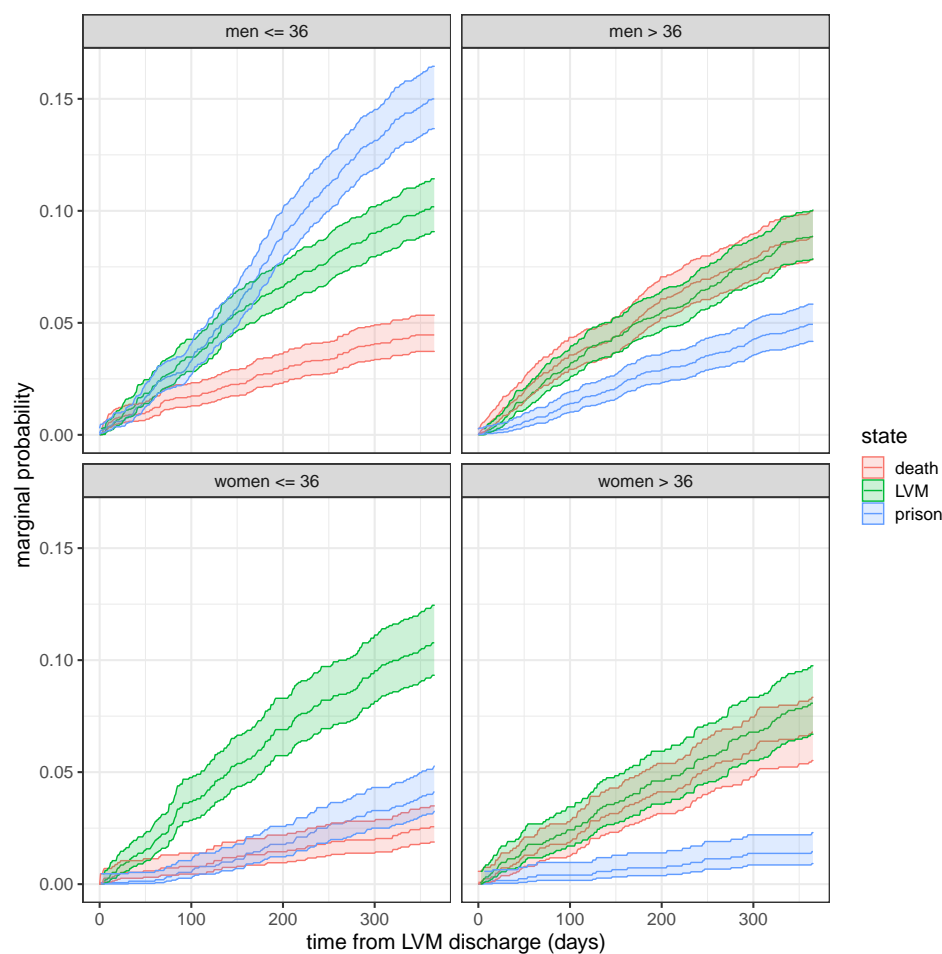 men <= 36
men > 36
0.15
0.10
0.05
0.00
women <= 36
women > 36
0.15
0.10
0.05
0.00
0 100 200 300
0 100 200 300
time from LVM discharge (days)
marginal probability
state
death
LVM
prison